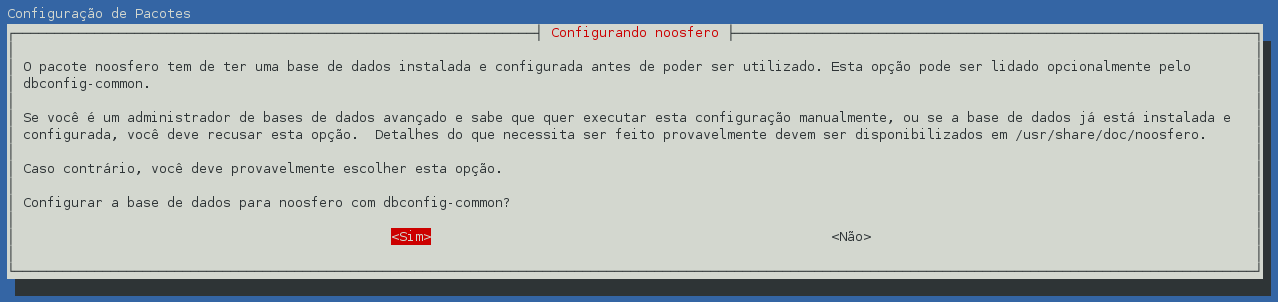 Configuração de Pacotes
Configurando noosfero
O pacote noosfero tem de ter uma base de dados instalada e configurada antes de poder ser utilizado. Esta opção pode ser lidado opcionalmente pelo
dbconfig-common.
Se você é um administrador de bases de dados avançado e sabe que quer executar esta configuração manualmente, ou se a base de dados já está instalada e
configurada, você deve recusar esta opção.  Detalhes do que necessita ser feito provavelmente devem ser disponibilizados em /usr/share/doc/noosfero.
Caso contrário, você deve provavelmente escolher esta opção.
Configurar a base de dados para noosfero com dbconfig-common?
<Sim> <Não>